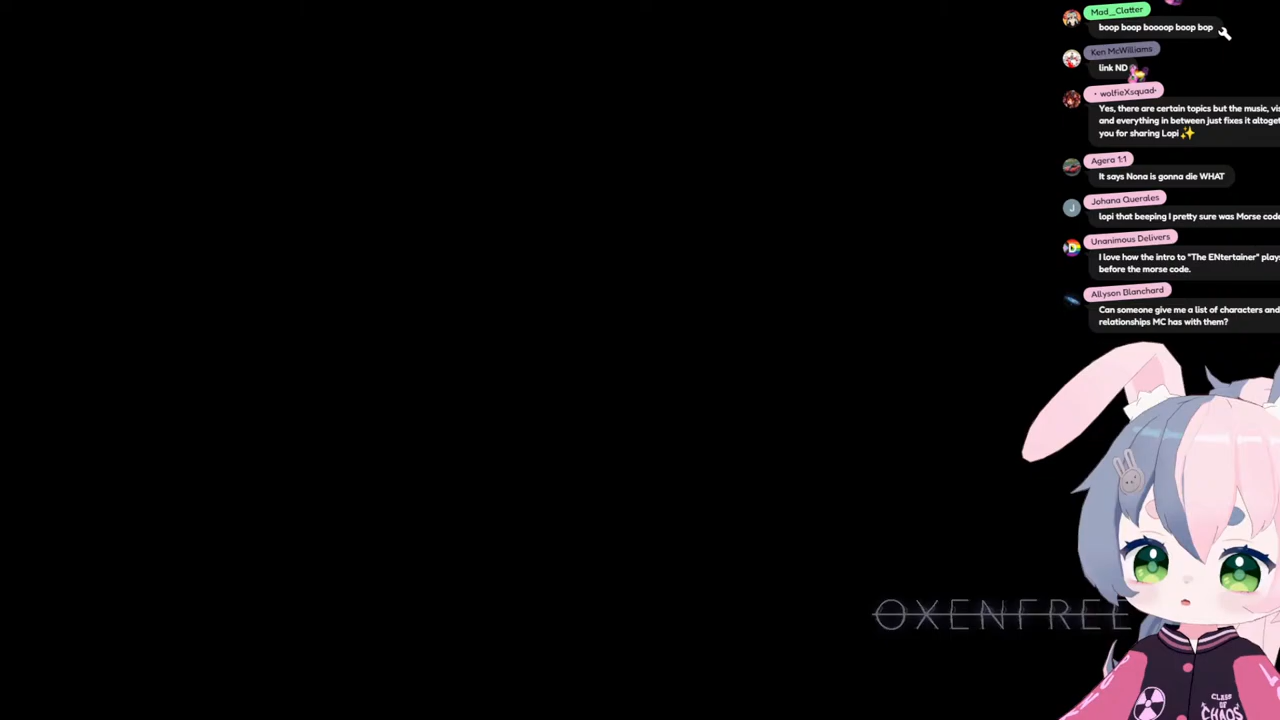 Mad_Clatter
boop boop boooop boop bop
Ken McWilliams
link ND
• wolfieXsquad•
Yes, there are certain topics but the music, vis
and everything in between just fixes it altoget
you for sharing Lopi✨
Agera 1:1
It says Nona is gonna die WHAT
J
Johana Querales
lopi that beeping I pretty sure was Morse code
Unanimous Delivers
I love how the intro to "The ENtertainer" plays
before the morse code.
Allyson Blanchard
Can someone give me a list of characters and
relationships MC has with them?
OXENFREE
CLASS
OF
CHAOS